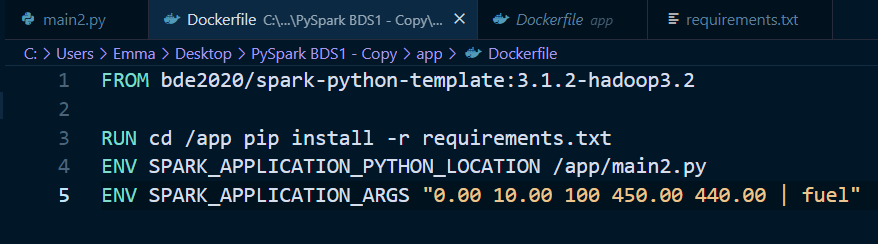 main2.py Dockerfile C:\...\PySpark BDS1 - Copy\... Dockerfile app requirements.txt
C: > Users > Emma > Desktop > PySpark BDS1 - Copy > app > Dockerfile
1 FROM bde2020/spark-python-template:3.1.2-hadoop3.2
2
3 RUN cd /app pip install -r requirements.txt
4 ENV SPARK_APPLICATION_PYTHON_LOCATION /app/main2.py
5 ENV SPARK_APPLICATION_ARGS "0.00 10.00 100 450.00 440.00 | fuel"